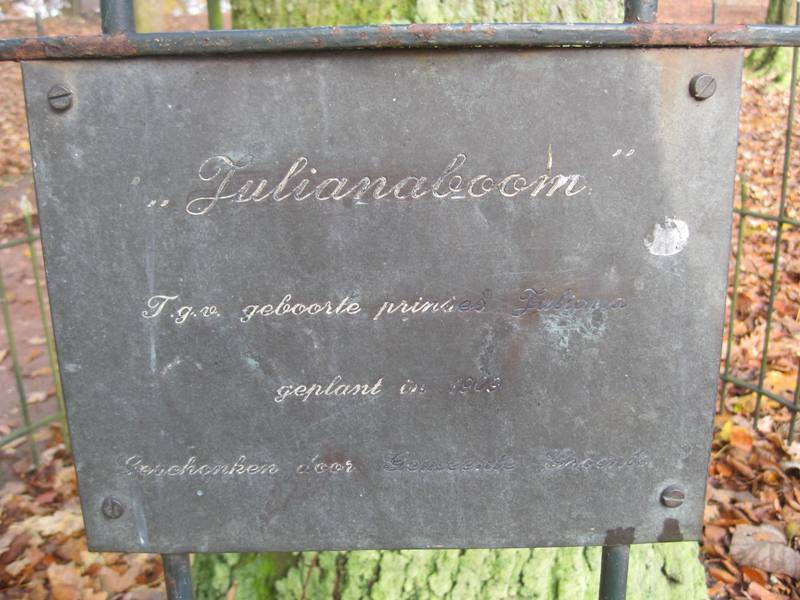 „Julianaboom”
T.g.v. geboorte prinses Juliana
geplant in 1909
Geschonken door Gemeente